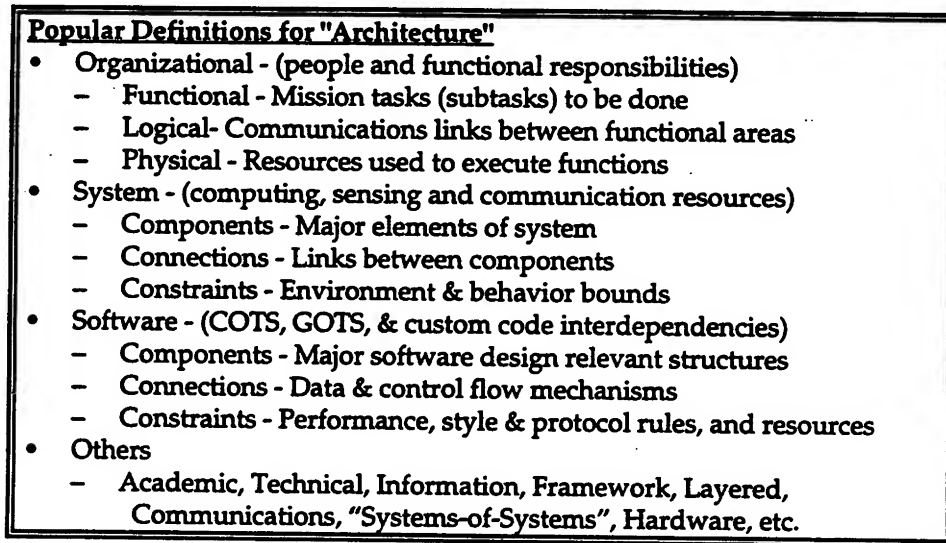 Popular Definitions for "Architecture"
• Organizational - (people and functional responsibilities)
– Functional - Mission tasks (subtasks) to be done
– Logical- Communications links between functional areas
– Physical - Resources used to execute functions
• System - (computing, sensing and communication resources)
– Components - Major elements of system
– Connections - Links between components
– Constraints - Environment & behavior bounds
• Software - (COTS, GOTS, & custom code interdependencies)
– Components - Major software design relevant structures
– Connections - Data & control flow mechanisms
– Constraints - Performance, style & protocol rules, and resources
• Others
– Academic, Technical, Information, Framework, Layered,
Communications, "Systems-of-Systems", Hardware, etc.